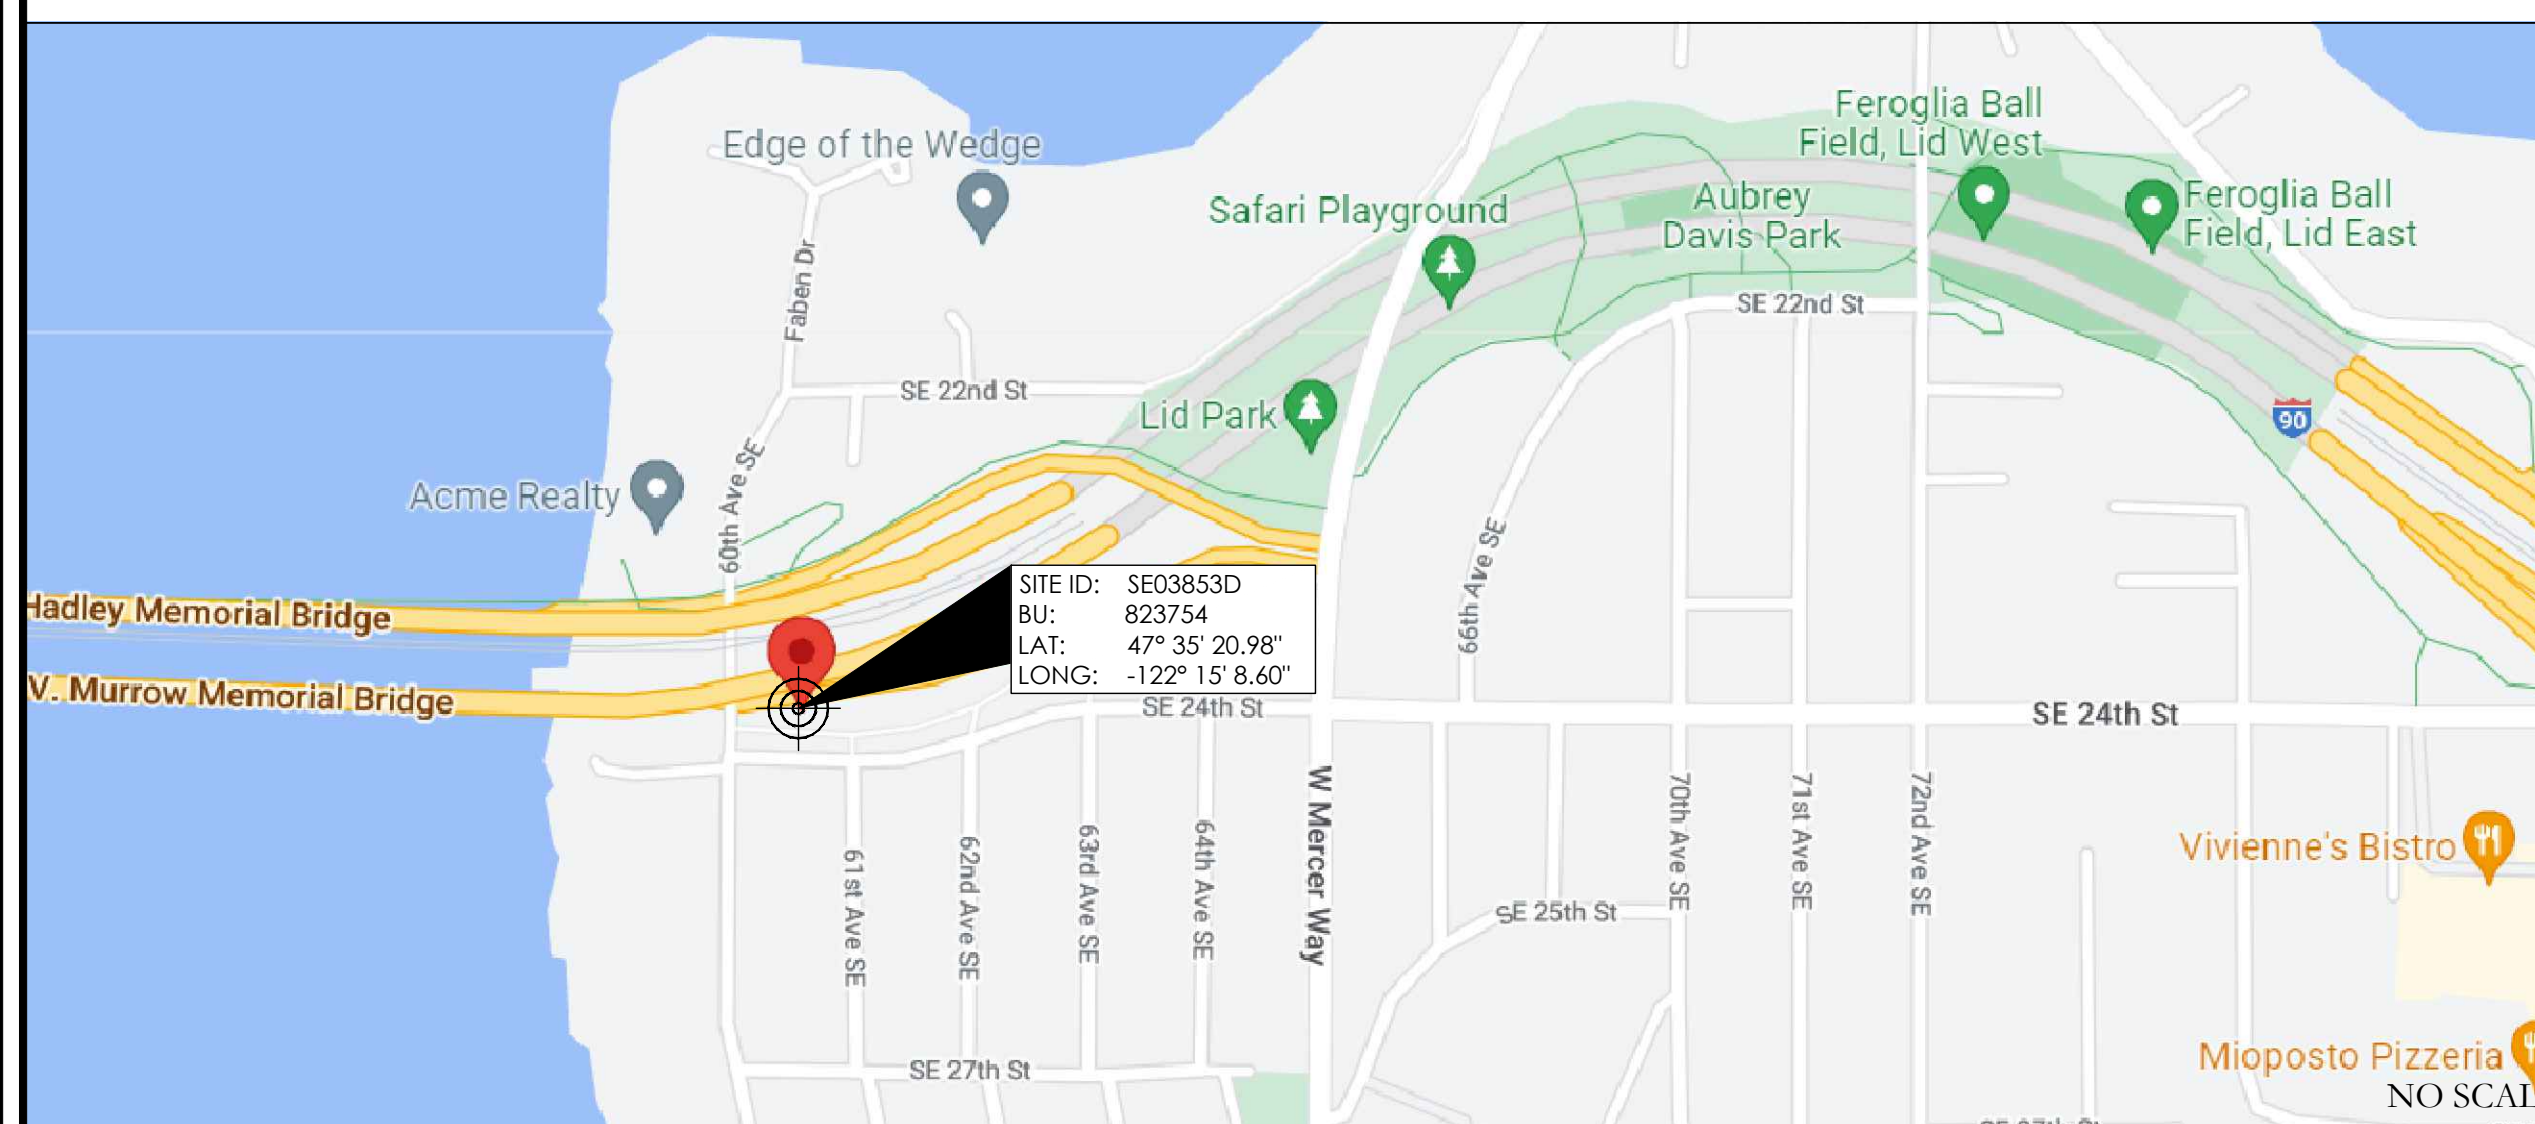 Feroglia Ball
Field, Lid West
Edge of the Wedge
Safari Playground
Aubrey
Davis Park
Feroglia Ball
Field, Lid East
Faben Dr
SE 22nd St
SE 22nd St
Lid Park
90
Acme Realty
60th Ave SE
66th Ave SE
Hadley Memorial Bridge
V. Murrow Memorial Bridge
SITE ID: SE03853D
BU: 823754
LAT: 47° 35' 20.98"
LONG: -122° 15' 8.60"
SE 24th St
SE 24th St
61st Ave SE
62nd Ave SE
63rd Ave SE
64th Ave SE
W Mercer Way
70th Ave SE
71st Ave SE
72nd Ave SE
Vivienne's Bistro
SE 25th St
SE 27th St
Mioposto Pizzeria
NO SCAL